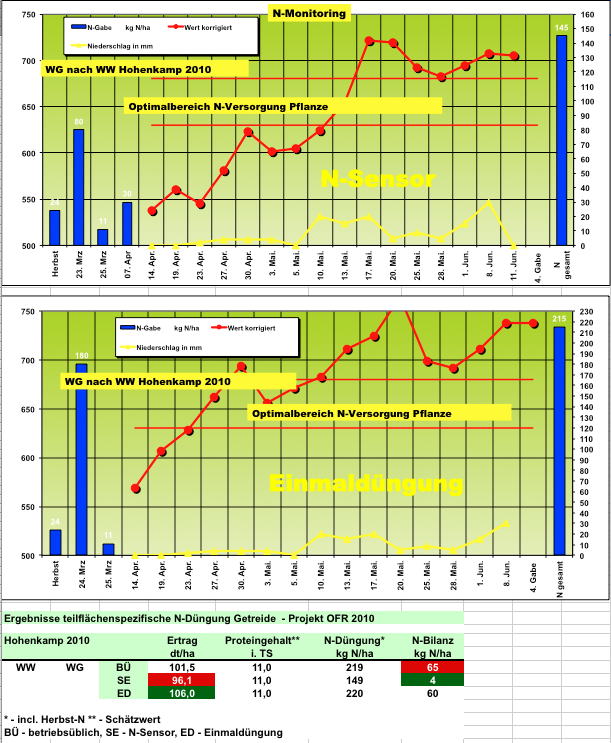 N-Monitoring
N-Gabe kg N/ha Wert korrigiert
Niederschlag in mm
WG nach WW Hohenkamp 2010
Optimalbereich N-Versorgung Pflanze
N-Sensor
750
700
650
600
550
500
160
150
140
130
120
110
100
90
80
70
60
50
40
30
20
10
0
80
11
30
145
Herbst
23. Mrz
25. Mrz
07. Apr
14. Apr.
19. Apr.
23. Apr.
27. Apr.
30. Apr.
3. Mai.
5. Mai.
10. Mai.
13. Mai.
17. Mai.
20. Mai.
25. Mai.
28. Mai.
1. Jun.
8. Jun.
11. Jun.
4. Gabe
N gesamt
N-Gabe kg N/ha Wert korrigiert
Niederschlag in mm
WG nach WW Hohenkamp 2010
Optimalbereich N-Versorgung Pflanze
Einmaldüngung
750
700
650
600
550
500
230
220
210
200
190
180
170
160
150
140
130
120
110
100
90
80
70
60
50
40
30
20
10
0
24
180
11
215
Herbst
24. Mrz
25. Mrz
14. Apr.
19. Apr.
23. Apr.
27. Apr.
30. Apr.
3. Mai.
5. Mai.
10. Mai.
13. Mai.
17. Mai.
20. Mai.
25. Mai.
28. Mai.
1. Jun.
8. Jun.
4. Gabe
N gesamt
Ergebnisse teilflächenspezifische N-Düngung Getreide - Projekt OFR 2010
Hohenkamp 2010 Ertrag Proteingehalt** N-Düngung* N-Bilanz
dt/ha i. TS kg N/ha kg N/ha
WW WG BÜ 101,5 11,0 219 65
SE 96,1 11,0 149 4
ED 106,0 11,0 220 60
* - incl. Herbst-N ** - Schätzwert
BÜ - betriebsüblich, SE - N-Sensor, ED - Einmaldüngung